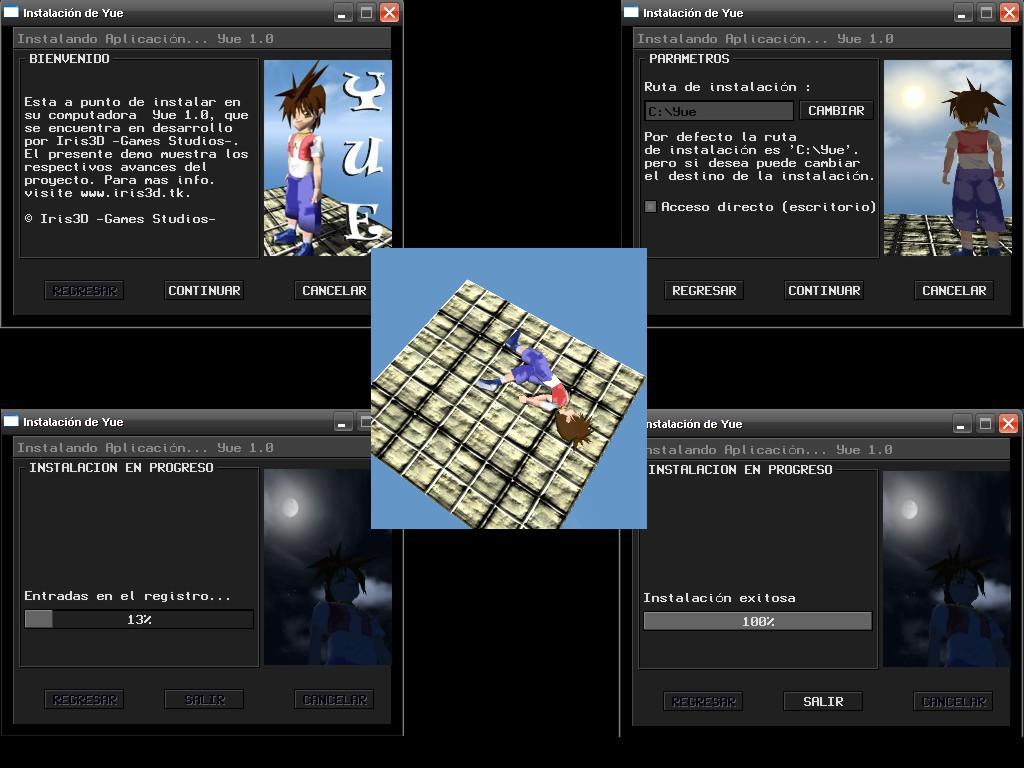 Instalación de Yue
Instalando Aplicación... Yue 1.0
BIENVENIDO
Esta a punto de instalar en
su computadora  Yue 1.0, que
se encuentra en desarrollo
por Iris3D -Games Studios-.
El presente demo muestra los
respectivos avances del
proyecto. Para mas info.
visite www.iris3d.tk.
© Iris3D -Games Studios-
YUE
REGRESAR
CONTINUAR
CANCELAR
Instalación de Yue
Instalando Aplicación... Yue 1.0
PARAMETROS
Ruta de instalación :
C:\Yue
CAMBIAR
Por defecto la ruta
de instalación es 'C:\Yue'.
pero si desea puede cambiar
el destino de la instalación.
Acceso directo (escritorio)
REGRESAR
CONTINUAR
CANCELAR
Instalación de Yue
Instalando Aplicación... Yue 1.0
INSTALACION EN PROGRESO
Entradas en el registro...
13%
REGRESAR
SALIR
CANCELAR
nstalación de Yue
nstalando Aplicación... Yue 1.0
INSTALACION EN PROGRESO
Instalación exitosa
100%
REGRESAR
SALIR
CANCELAR